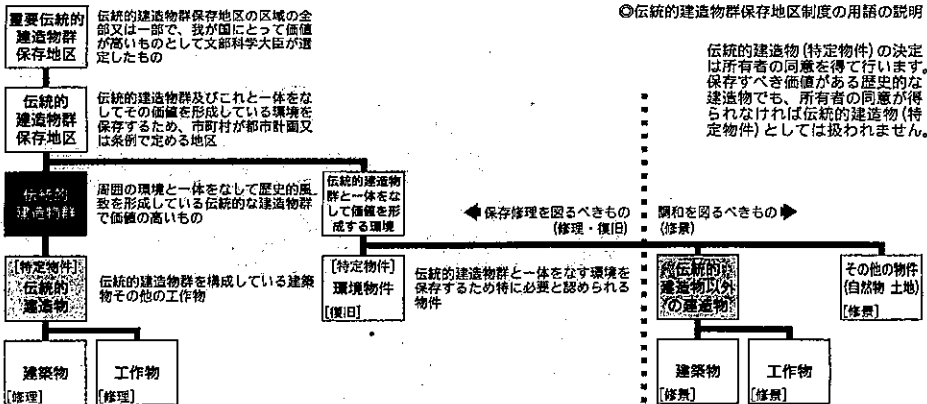 ◎伝統的建造物群保存地区制度の用語の説明
重要伝統的
建造物群
保存地区
伝統的建造物群保存地区の区域の全
部又は一部で、我が国にとって価値
が高いものとして文部科学大臣が選
定したもの
伝統的建造物(特定物件)の決定
は所有者の同意を得て行います。
保存すべき価値がある歴史的な
建造物でも、所有者の同意が得
られなければ伝統的建造物(特
定物件)としては扱われません。
伝統的
建造物群
保存地区
伝統的建造物群及びこれと一体をな
してその価値を形成している環境を
保存するため、市町村が都市計画又
は条例で定める地区
伝統的
建造物群
周囲の環境と一体をなして歴史的風
致を形成している伝統的な建造物群
で価値の高いもの
伝統的建造物
群と一体をな
して価値を形
成する環境
◀保存修理を図るべきもの
(修理・復旧)
調和を図るべきもの▶
(修景)
[特定物件]
伝統的
建造物
伝統的建造物群を構成している建築
物その他の工作物
[特定物件]
環境物件
[復旧]
伝統的建造物群と一体をなす環境を
保存するため特に必要と認められる
物件
伝統的
建造物以外
の建造物
その他の物件
(自然物 土地)
[修景]
建築物
[修理]
工作物
[修理]
建築物
[修景]
工作物
[修景]